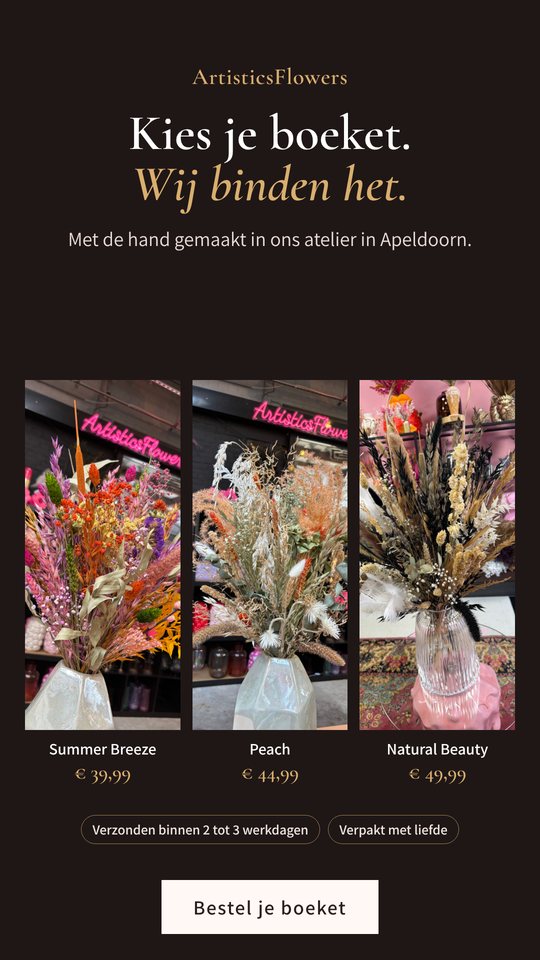 ArtisticsFlowers
Kies je boeket.
Wij binden het.
Met de hand gemaakt in ons atelier in Apeldoorn.
ArtisticsFlower
ArtisticsFlowe
Summer Breeze
Peach
Natural Beauty
€ 39,99
€ 44,99
€ 49,99
Verzonden binnen 2 tot 3 werkdagen
Verpakt met liefde
Bestel je boeket